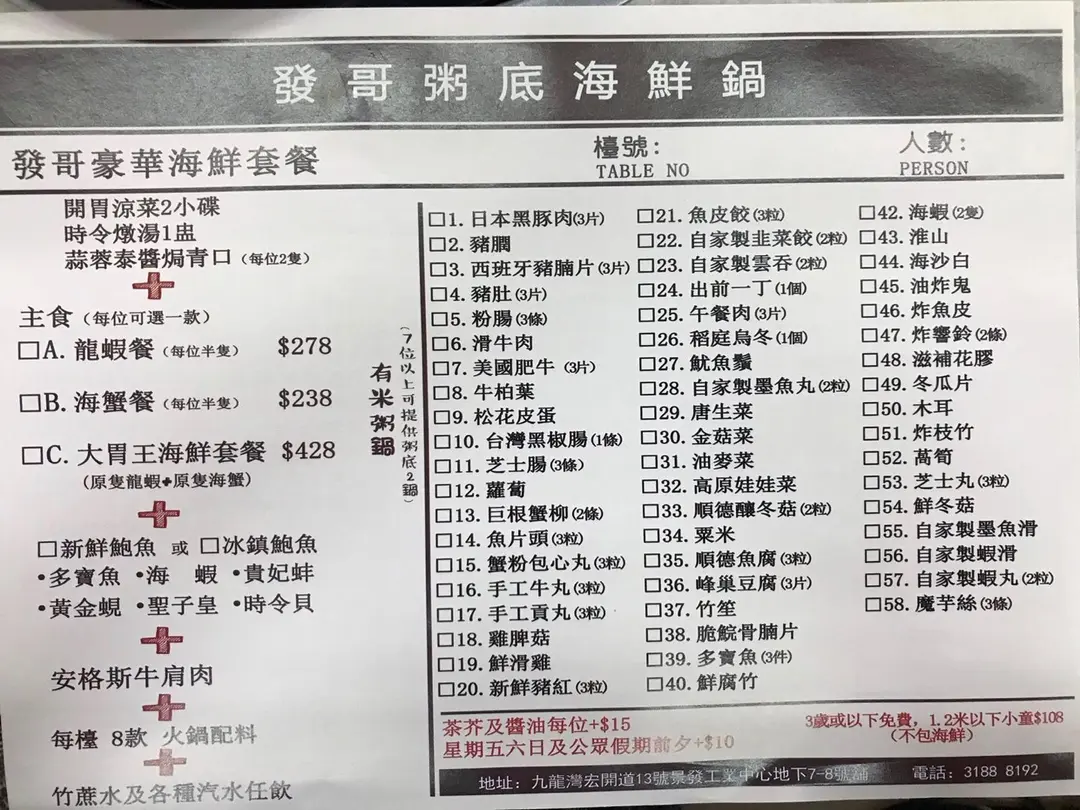 發哥粥底海鮮鍋
發哥豪華海鮮套餐
檯號:
TABLE NO
人數:
PERSON
開胃涼菜2小碟
時令燉湯1盅
蒜蓉泰醬焗青口(每位2隻)
+
主食(每位可選一款)
□A. 龍蝦餐(每位半隻) $278
□B. 海蟹餐(每位半隻) $238
□C. 大胃王海鮮套餐 $428
(原隻龍蝦+原隻海蟹)
+
□新鮮鮑魚 或 □冰鎮鮑魚
•多寶魚 •海 蝦 •貴妃蚌
•黃金蜆 •聖子皇 •時令貝
+
安格斯牛肩肉
+
每檯 8款 火鍋配料
+
竹蔗水及各種汽水任飲
有米粥鍋
(7位以上可提供粥底2鍋)
□1. 日本黑豚肉(3片)
□2. 豬膶
□3. 西班牙豬腩片(3片)
□4. 豬肚(3片)
□5. 粉腸(3條)
□6. 滑牛肉
□7. 美國肥牛(3片)
□8. 牛柏葉
□9. 松花皮蛋
□10. 台灣黑椒腸(1條)
□11. 芝士腸(3條)
□12. 蘿蔔
□13. 巨根蟹柳(2條)
□14. 魚片頭(3粒)
□15. 蟹粉包心丸(3粒)
□16. 手工牛丸(3粒)
□17. 手工貢丸(3粒)
□18. 雞脾菇
□19. 鮮滑雞
□20. 新鮮豬紅(3粒)
□21. 魚皮餃(3粒)
□22. 自家製韭菜餃(2粒)
□23. 自家製雲吞(2粒)
□24. 出前一丁(1個)
□25. 午餐肉(3片)
□26. 稻庭烏冬(1個)
□27. 魷魚鬚
□28. 自家製墨魚丸(2粒)
□29. 唐生菜
□30. 金菇菜
□31. 油麥菜
□32. 高原娃娃菜
□33. 順德釀冬菇(2粒)
□34. 粟米
□35. 順德魚腐(3粒)
□36. 峰巢豆腐(3片)
□37. 竹笙
□38. 脆鯇骨腩片
□39. 多寶魚(3件)
□40. 鮮腐竹
□42. 海蝦(2隻)
□43. 淮山
□44. 海沙白
□45. 油炸鬼
□46. 炸魚皮
□47. 炸響鈴(2條)
□48. 滋補花膠
□49. 冬瓜片
□50. 木耳
□51. 炸枝竹
□52. 萵筍
□53. 芝士丸(3粒)
□54. 鮮冬菇
□55. 自家製墨魚滑
□56. 自家製蝦滑
□57. 自家製蝦丸(2粒)
□58. 魔芋絲(3條)
茶芥及醬油每位+$15
星期五六日及公眾假期前夕+$10
3歲或以下免費, 1.2米以下小童$108
(不包海鮮)
地址: 九龍灣宏開道13號景發工業中心地下7-8號舖 電話: 3188 8192